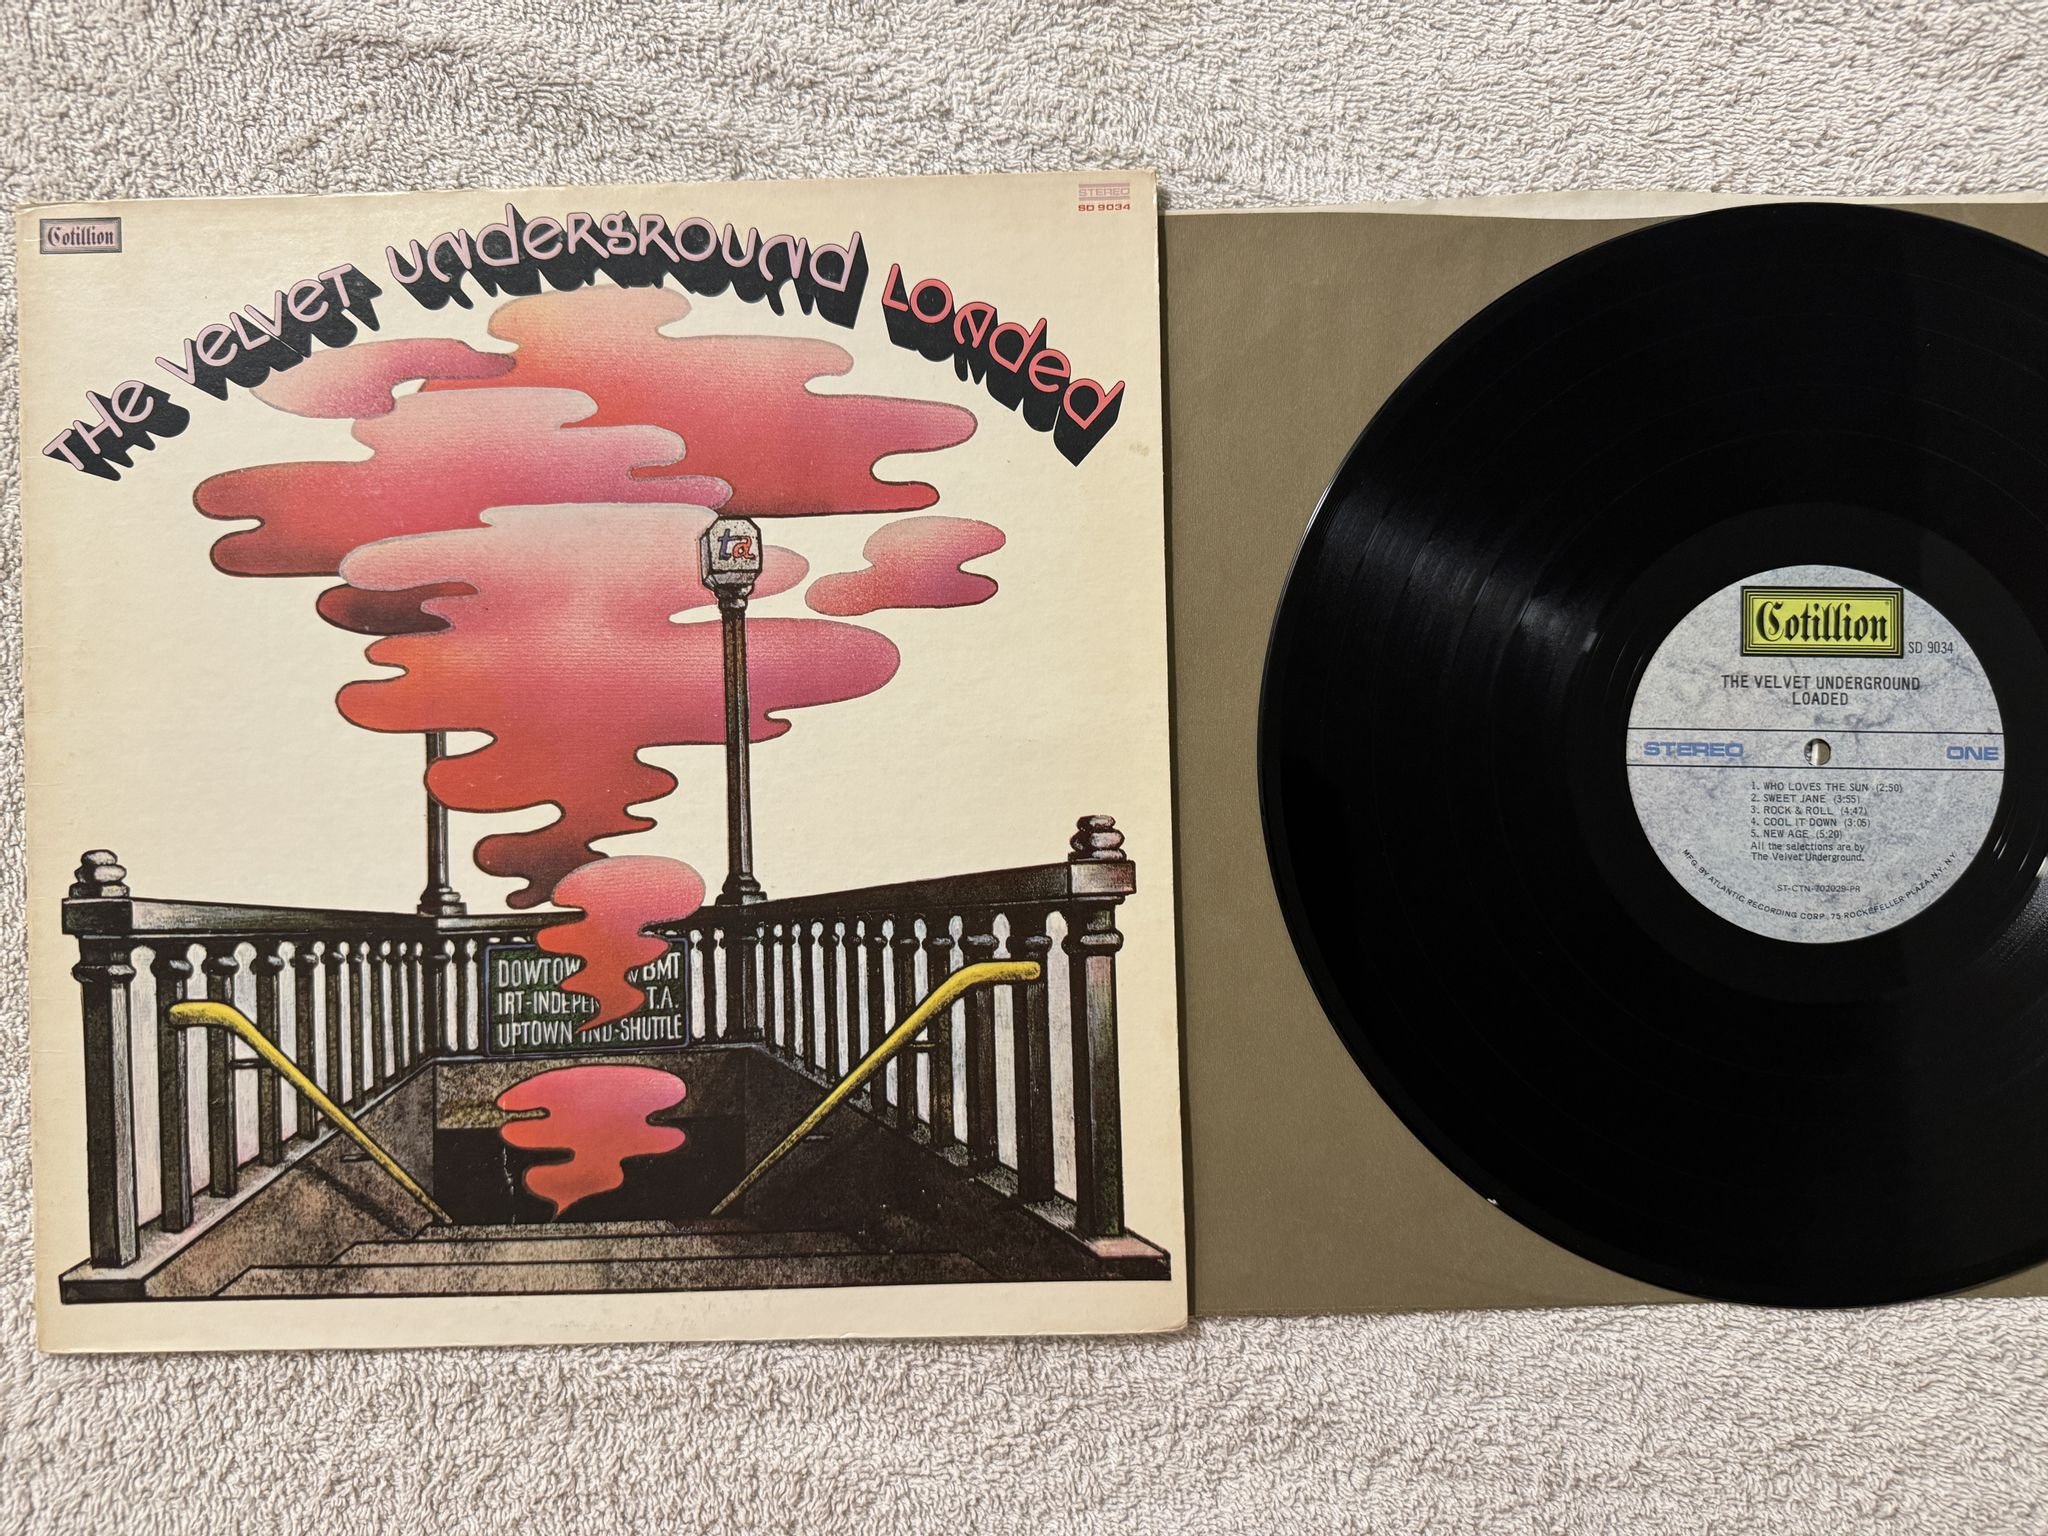 Cotillion
STEREO
SD 9034
THE VELVET UNDERGROUND LOADED
ta
DOWTOW BMT
IRT-INDEPEN T.A.
UPTOWN IND-SHUTTLE
Cotillion
SD 9034
THE VELVET UNDERGROUND
LOADED
STEREO ONE
1. WHO LOVES THE SUN (2:50)
2. SWEET JANE (3:55)
3. ROCK & ROLL (4:47)
4. COOL IT DOWN (3:05)
5. NEW AGE (5:20)
All the selections are by
The Velvet Underground.
ST-CTN-702029-PR
MFG. BY ATLANTIC RECORDING CORP. 75 ROCKEFELLER PLAZA, N.Y. N.Y.